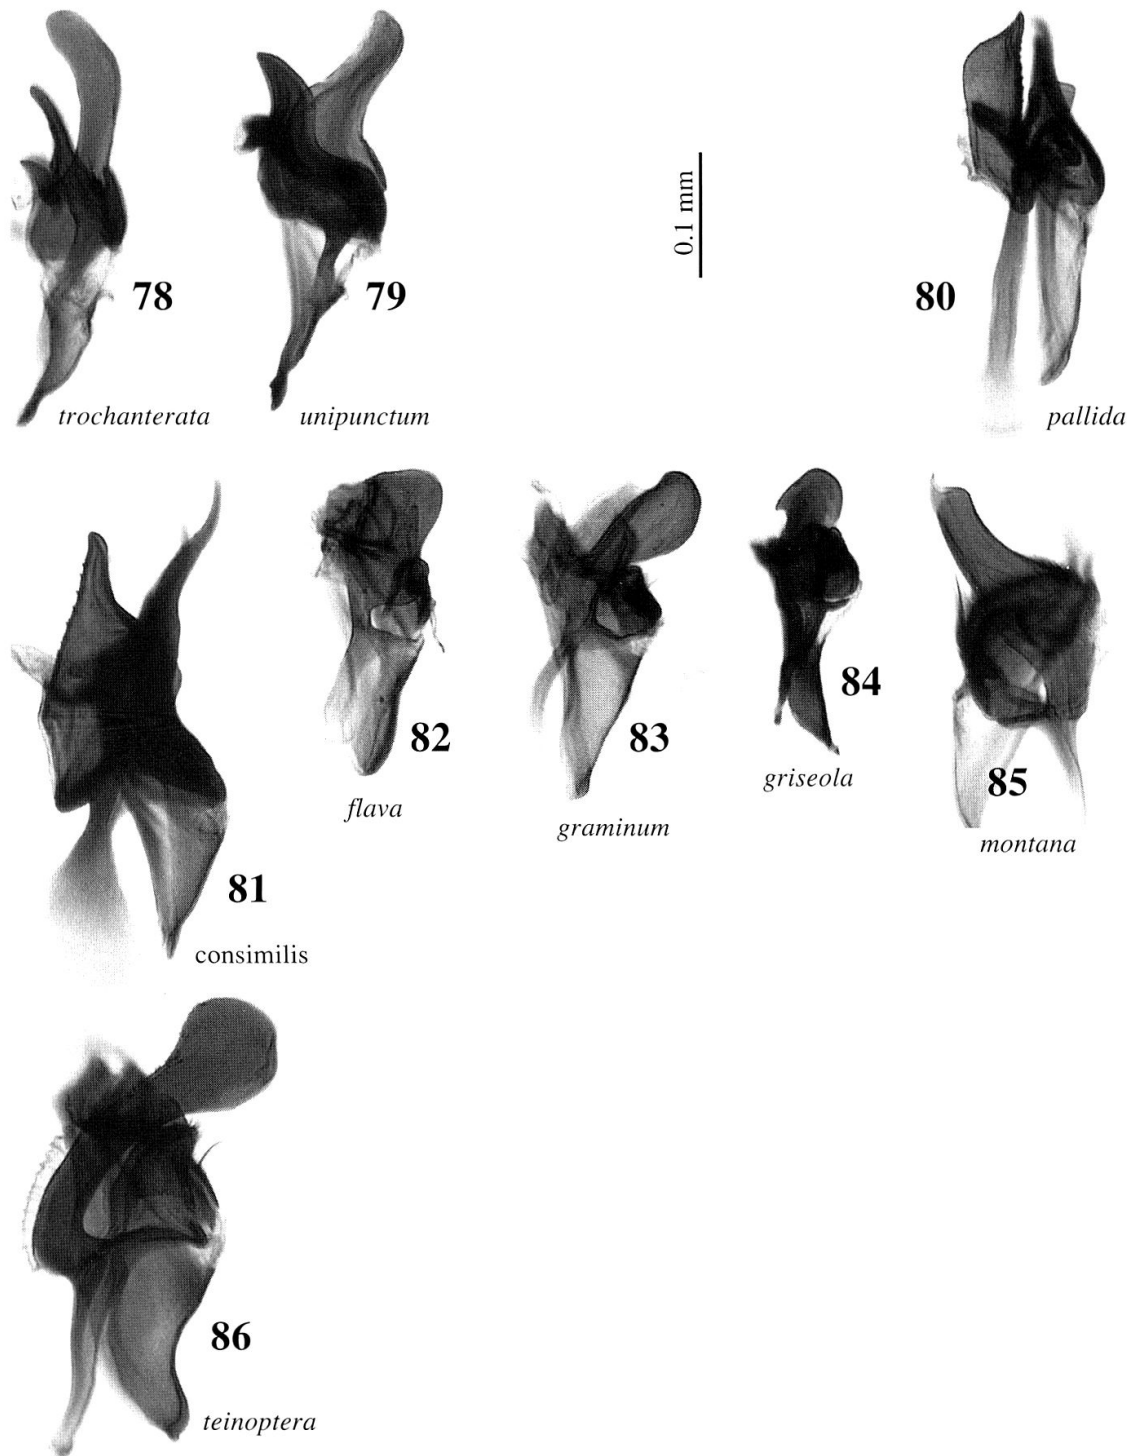 0.1 mm
78
79
80
trochanterata
unipunctum
pallida
81
82
83
84
85
consimilis
flava
graminum
griseola
montana
86
teinoptera